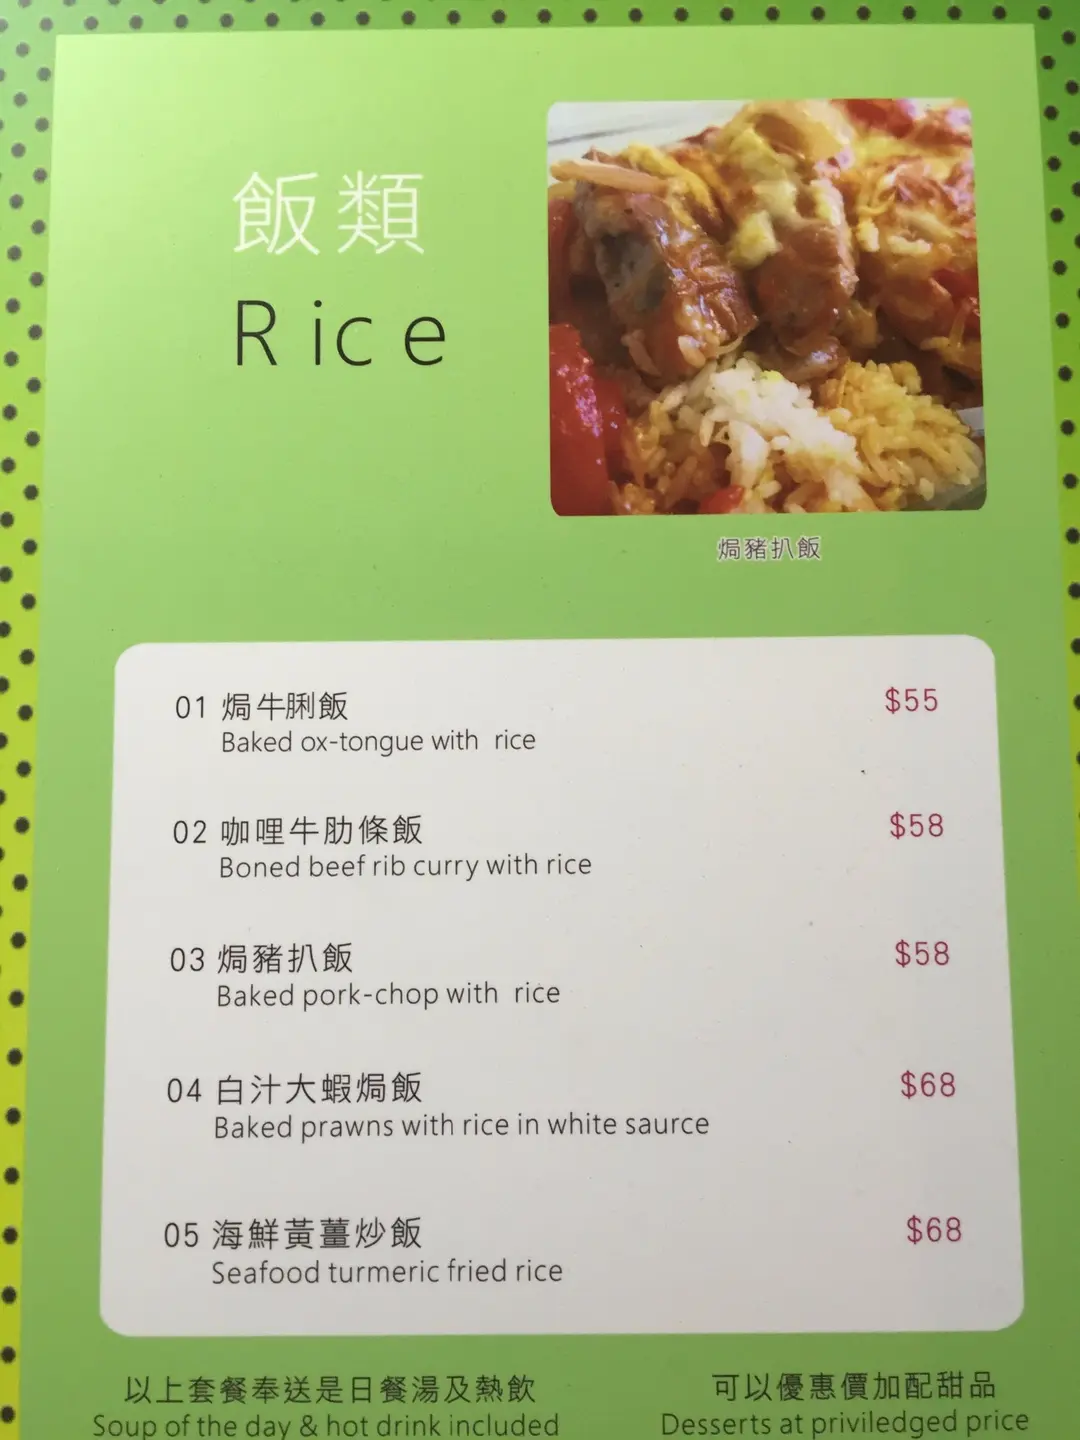 飯類
Rice
焗豬扒飯
01 焗牛脷飯 $55
Baked ox-tongue with rice
02 咖哩牛肋條飯 $58
Boned beef rib curry with rice
03 焗豬扒飯 $58
Baked pork-chop with rice
04 白汁大蝦焗飯 $68
Baked prawns with rice in white saurce
05 海鮮黃薑炒飯 $68
Seafood turmeric fried rice
以上套餐奉送是日餐湯及熱飲
Soup of the day & hot drink included
可以優惠價加配甜品
Desserts at priviledged price